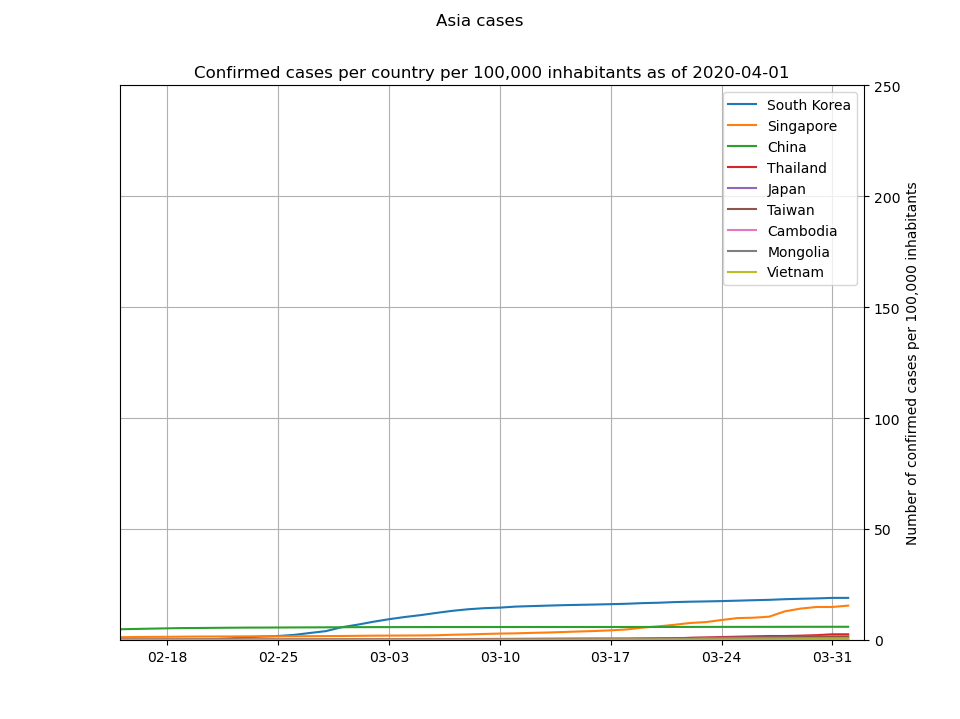 Asia cases
Confirmed cases per country per 100,000 inhabitants as of 2020-04-01
South Korea
Singapore
China
Thailand
Japan
Taiwan
Cambodia
Mongolia
Vietnam
250
200
150
100
50
0
Number of confirmed cases per 100,000 inhabitants
02-18 02-25 03-03 03-10 03-17 03-24 03-31